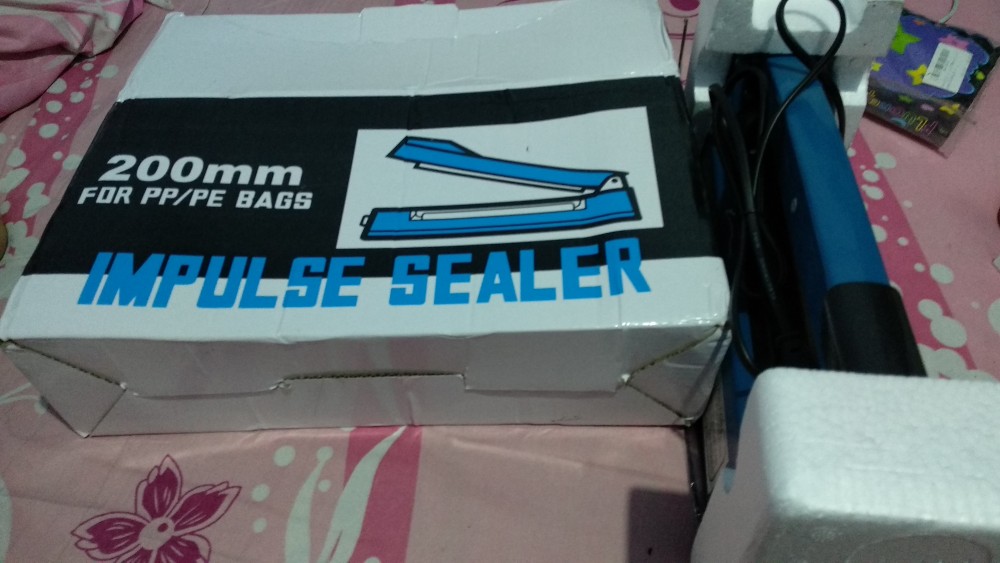 200mm
FOR PP/PE BAGS
IMPULSE SEALER